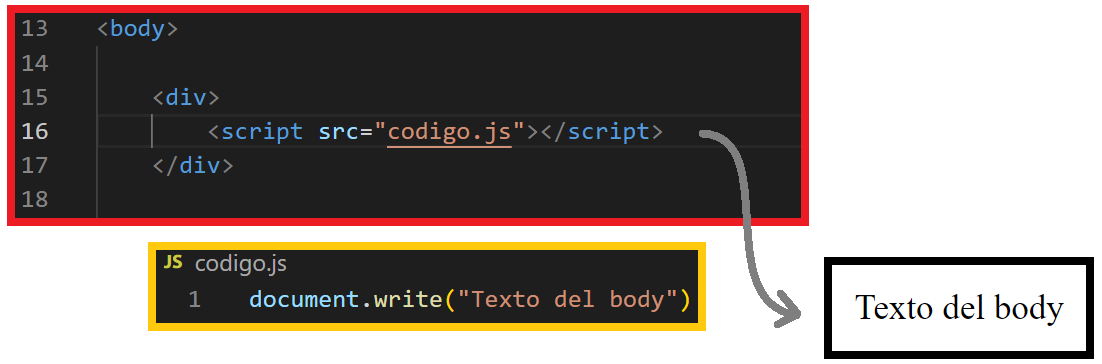 13 <body>
14
15 <div>
16 <script src="codigo.js"></script>
17 </div>
18
JS codigo.js
1 document.write("Texto del body")
Texto del body